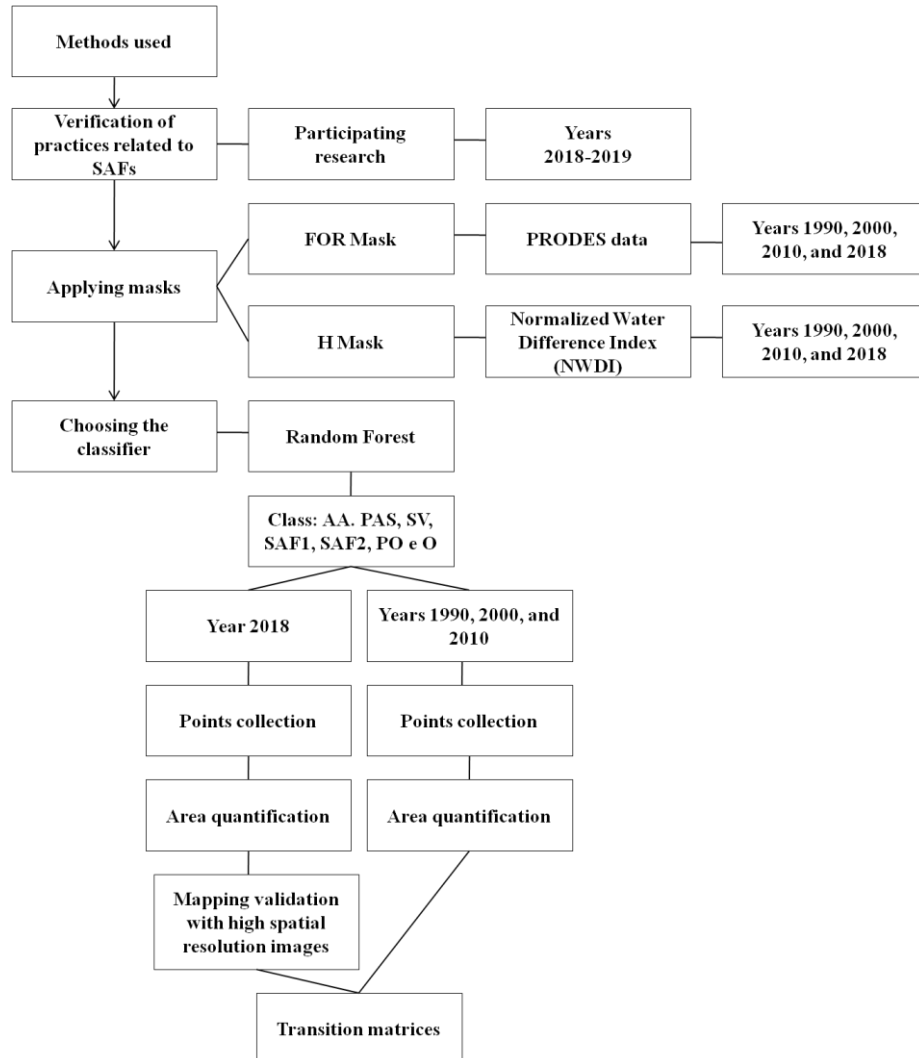 Methods used
Verification of
practices related to
SAFs
Participating
research
Years
2018-2019
Applying masks
FOR Mask
PRODES data
Years 1990, 2000,
2010, and 2018
H Mask
Normalized Water
Difference Index
(NWDI)
Years 1990, 2000,
2010, and 2018
Choosing the
classifier
Random Forest
Class: AA. PAS, SV,
SAF1, SAF2, PO e O
Year 2018
Years 1990, 2000, and
2010
Points collection
Points collection
Area quantification
Area quantification
Mapping validation
with high spatial
resolution images
Transition matrices